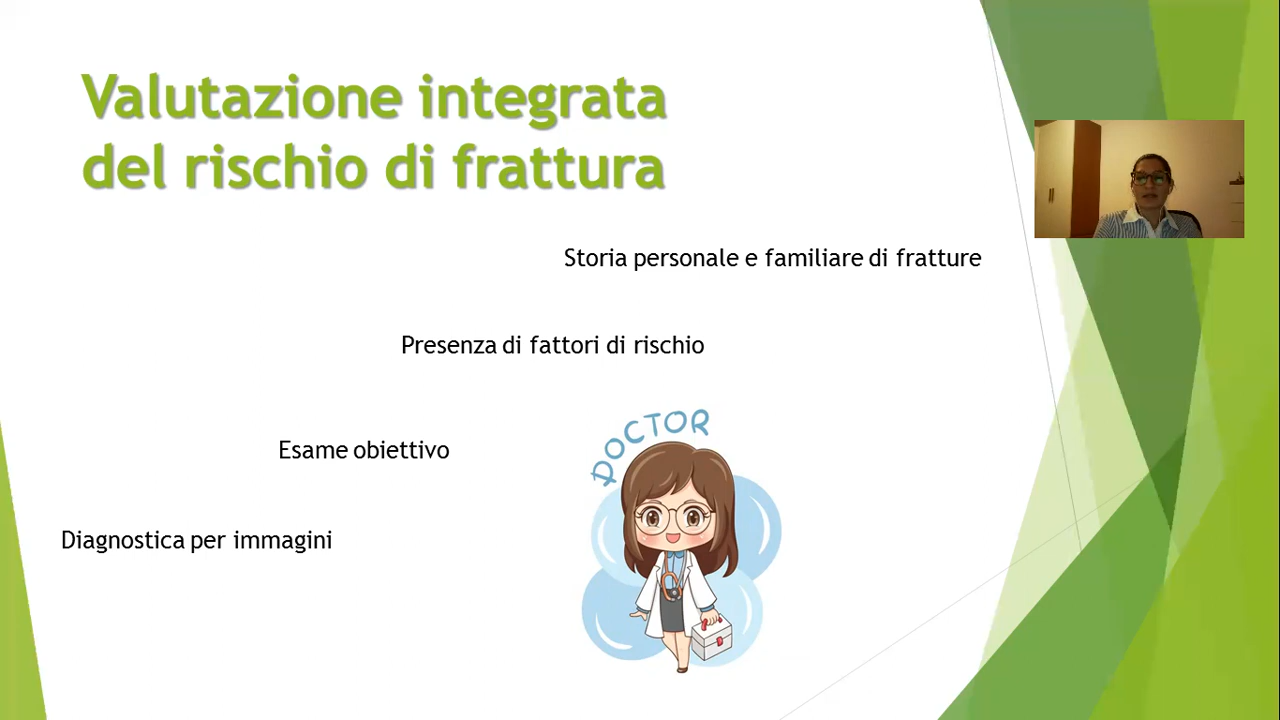 Valutazione integrata
del rischio di frattura
Storia personale e familiare di fratture
Presenza di fattori di rischio
Esame obiettivo
DOCTOR
Diagnostica per immagini